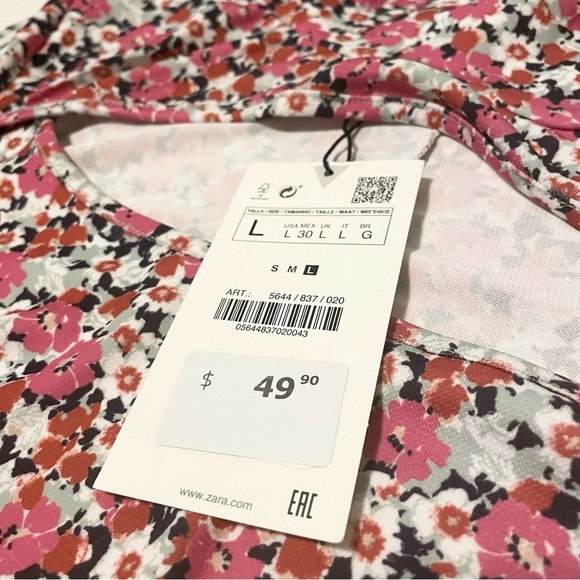 TALLA / SIZE / TAMANHO / TAILLE / MAAT / ΜΕΓΕΘΟΣ
USA MEX UK IT BR
L L 30 L L G
S M L
ART.: 5644 / 837 / 020
05644837020043
$ 49 90
www.zara.com
EAC